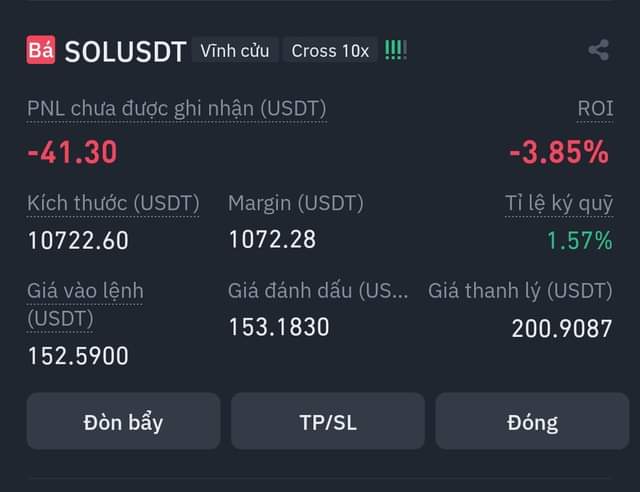 Bá SOLUSDT Vĩnh cửu Cross 10x
PNL chưa được ghi nhận (USDT) ROI
-41.30 -3.85%
Kích thước (USDT) Margin (USDT) Tỉ lệ ký quỹ
10722.60 1072.28 1.57%
Giá vào lệnh (USDT) Giá đánh dấu (US... Giá thanh lý (USDT)
152.5900 153.1830 200.9087
Đòn bẩy TP/SL Đóng